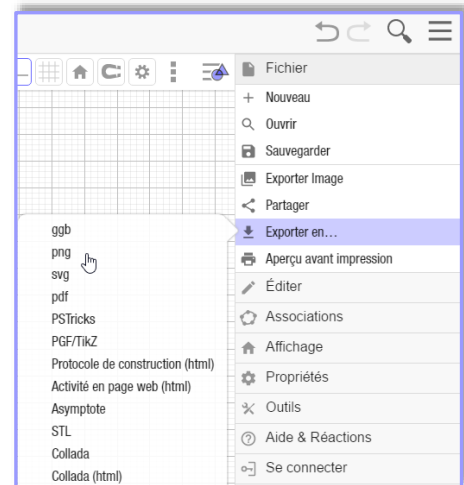 Fichier
Nouveau
Ouvrir
Sauvegarder
Exporter Image
Partager
Exporter en…
Aperçu avant impression
Éditer
Associations
Affichage
Propriétés
Outils
Aide & Réactions
Se connecter
ggb
png
svg
pdf
PSTricks
PGF/TikZ
Protocole de construction (html)
Activité en page web (html)
Asymptote
STL
Collada
Collada (html)